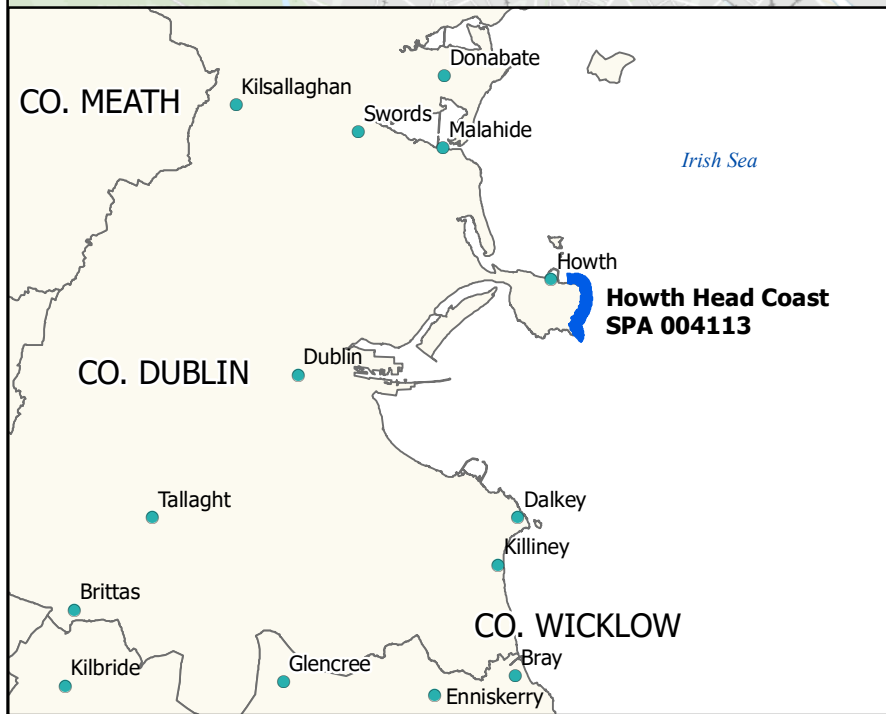 Donabate
Kilsallaghan
CO. MEATH
Swords
Malahide
Irish Sea
Howth
Howth Head Coast
SPA 004113
Dublin
CO. DUBLIN
Tallaght
Dalkey
Killiney
Brittas
CO. WICKLOW
Bray
Glencree
Kilbride
Enniskerry